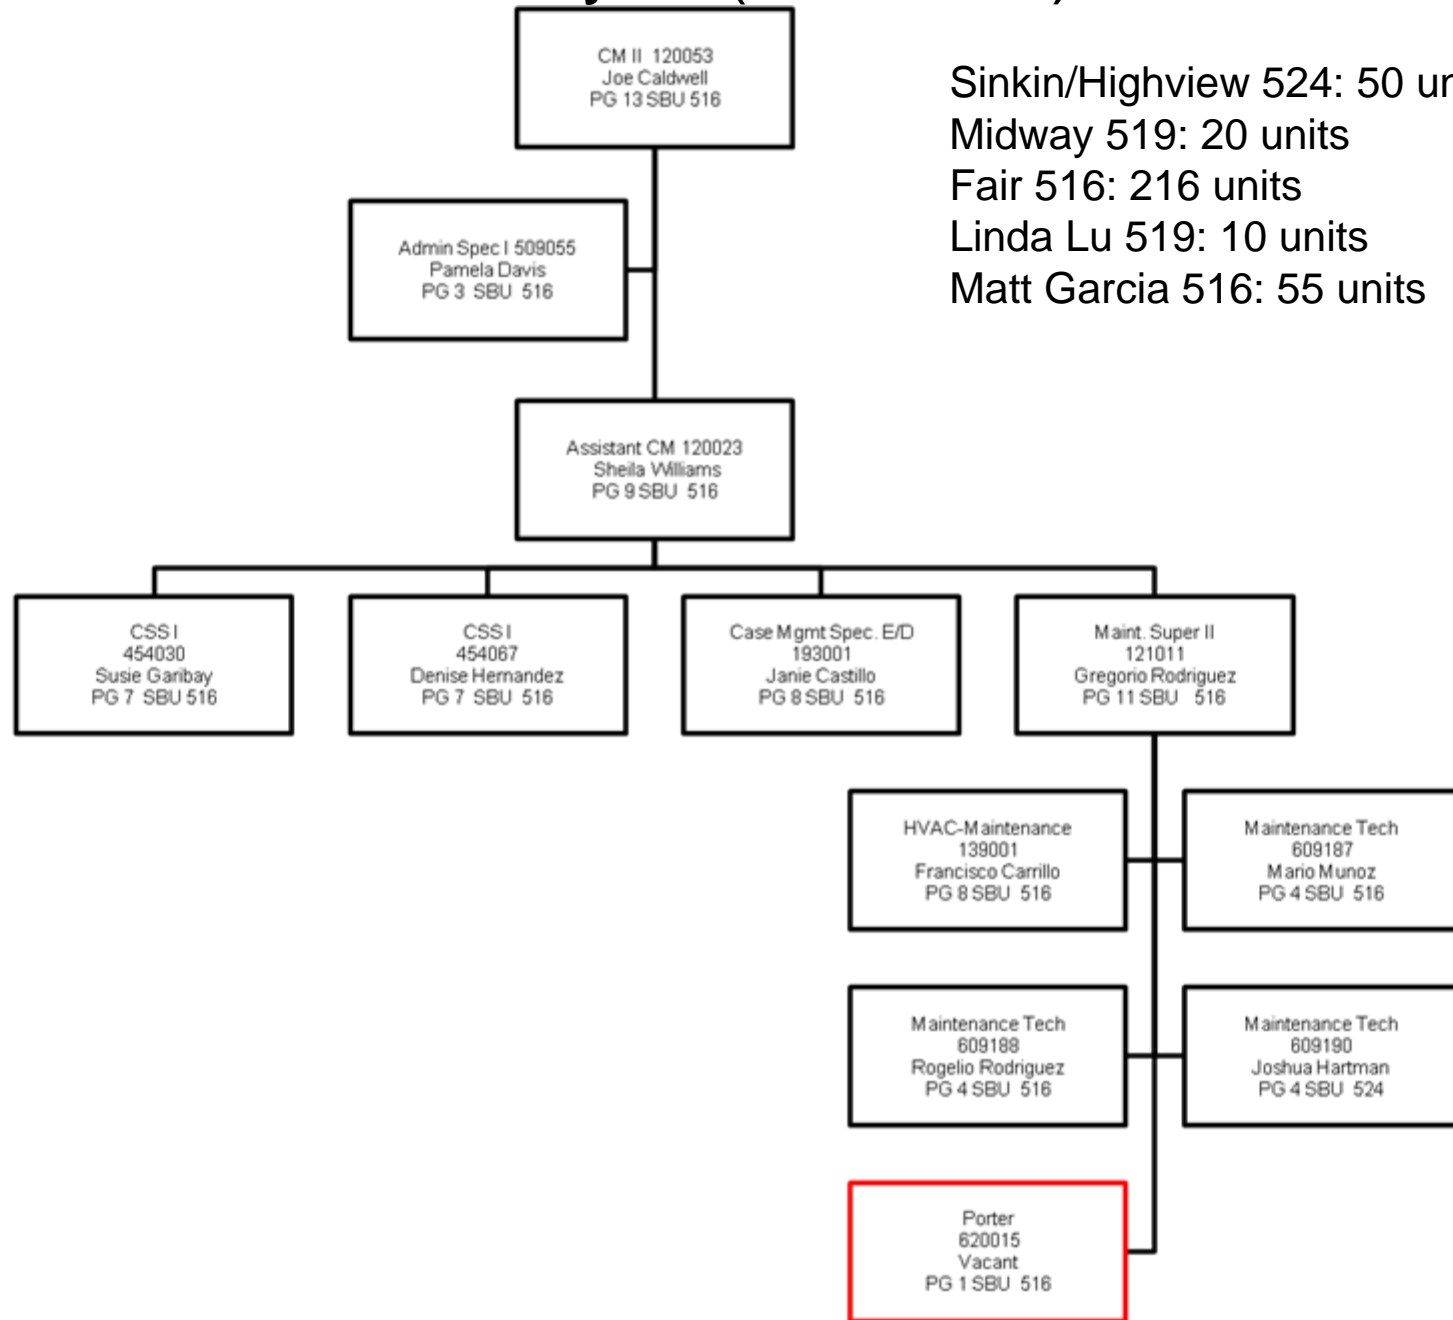 CM II 120053
Joe Caldwell
PG 13 SBU 516
Sinkin/Highview 524: 50
Midway 519: 20 units
Fair 516: 216 units
Linda Lu 519: 10 units
Matt Garcia 516: 55 units
Admin Spec I 509055
Pamela Davis
PG 3 SBU 516
Assistant CM 120023
Sheila Williams
PG 9 SBU 516
CSS I
454030
Susie Garibay
PG 7 SBU 516
CSS I
454067
Denise Hernandez
PG 7 SBU 516
Case Mgmt Spec. E/D
193001
Janie Castillo
PG 8 SBU 516
Maint. Super II
121011
Gregorio Rodriguez
PG 11 SBU 516
HVAC-Maintenance
139001
Francisco Carrillo
PG 8 SBU 516
Maintenance Tech
609187
Mario Munoz
PG 4 SBU 516
Maintenance Tech
609188
Rogelio Rodriguez
PG 4 SBU 516
Maintenance Tech
609190
Joshua Hartman
PG 4 SBU 524
Porter
620015
Vacant
PG 1 SBU 516